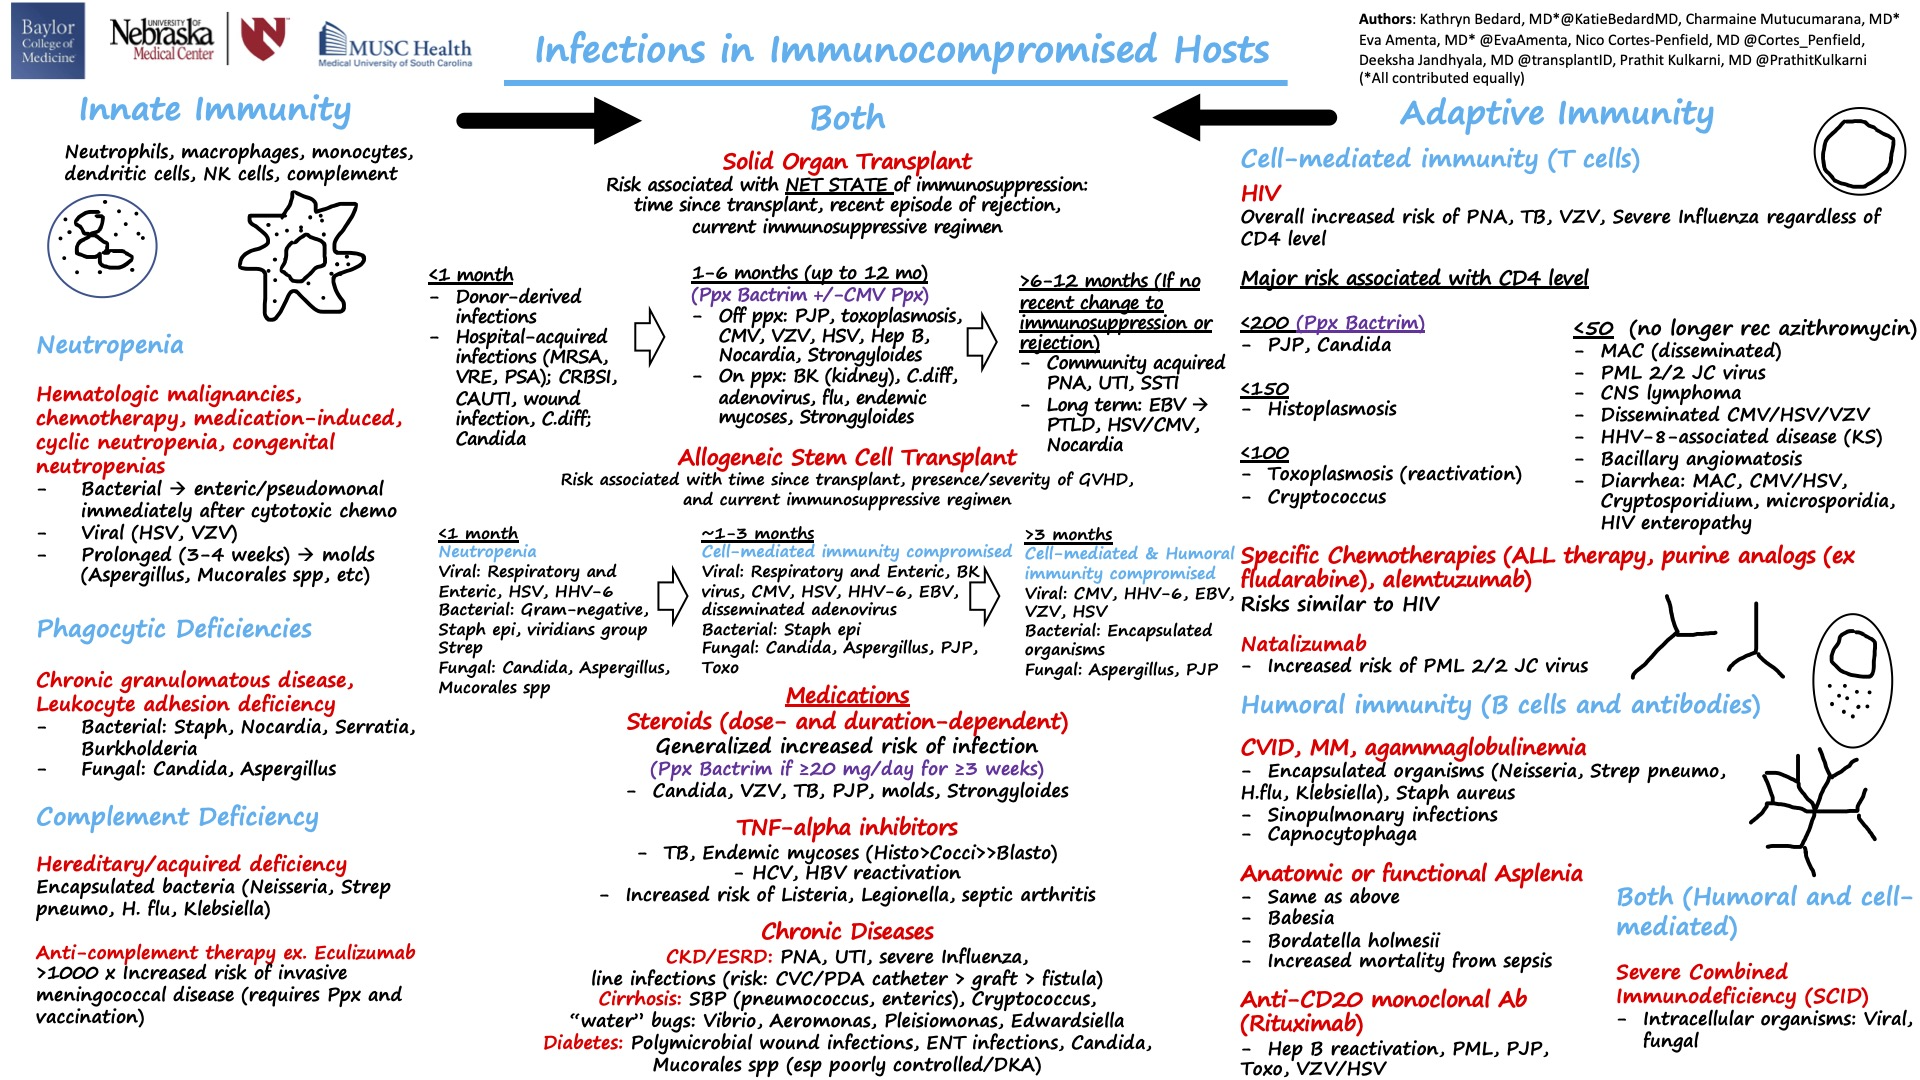 Baylor
College of
Medicine
UNIVERSITY OF
Nebraska
Medical Center
MUSC Health
Medical University of South Carolina
Infections in Immunocompromised Hosts
Authors: Kathryn Bedard, MD*@KatieBedardMD, Charmaine Mutucumarana, MD*
Eva Amenta, MD* @EvaAmenta, Nico Cortes-Penfield, MD @Cortes_Penfield,
Deeksha Jandhyala, MD @transplantID, Prathit Kulkarni, MD @PrathitKulkarni
(*All contributed equally)
Innate Immunity
Neutrophils, macrophages, monocytes,
dendritic cells, NK cells, complement
Neutropenia
Hematologic malignancies,
chemotherapy, medication-induced,
cyclic neutropenia, congenital
neutropenias
- Bacterial → enteric/pseudomonal
immediately after cytotoxic chemo
- Viral (HSV, VZV)
- Prolonged (3-4 weeks) → molds
(Aspergillus, Mucorales spp, etc)
Phagocytic Deficiencies
Chronic granulomatous disease,
Leukocyte adhesion deficiency
- Bacterial: Staph, Nocardia, Serratia,
Burkholderia
- Fungal: Candida, Aspergillus
Complement Deficiency
Hereditary/acquired deficiency
Encapsulated bacteria (Neisseria, Strep
pneumo, H. flu, Klebsiella)
Anti-complement therapy ex. Eculizumab
>1000 x Increased risk of invasive
meningococcal disease (requires Ppx and
vaccination)
Both
Solid Organ Transplant
Risk associated with NET STATE of immunosuppression:
time since transplant, recent episode of rejection,
current immunosuppressive regimen
<1 month
- Donor-derived
infections
- Hospital-acquired
infections (MRSA,
VRE, PSA); CRBSI,
CAUTI, wound
infection, C.diff;
Candida
1-6 months (up to 12 mo)
(Ppx Bactrim +/-CMV Ppx)
- Off ppx: PJP, toxoplasmosis,
CMV, VZV, HSV, Hep B,
Nocardia, Strongyloides
- On ppx: BK (kidney), C.diff,
adenovirus, flu, endemic
mycoses, Strongyloides
>6-12 months (If no
recent change to
immunosuppression or
rejection)
- Community acquired
PNA, UTI, SSTI
- Long term: EBV →
PTLD, HSV/CMV,
Nocardia
Allogeneic Stem Cell Transplant
Risk associated with time since transplant, presence/severity of GVHD,
and current immunosuppressive regimen
<1 month
Neutropenia
Viral: Respiratory and
Enteric, HSV, HHV-6
Bacterial: Gram-negative,
Staph epi, viridians group
Strep
Fungal: Candida, Aspergillus,
Mucorales spp
~1-3 months
Cell-mediated immunity compromised
Viral: Respiratory and Enteric, BK
virus, CMV, HSV, HHV-6, EBV,
disseminated adenovirus
Bacterial: Staph epi
Fungal: Candida, Aspergillus, PJP,
Toxo
>3 months
Cell-mediated & Humoral
immunity compromised
Viral: CMV, HHV-6, EBV,
VZV, HSV
Bacterial: Encapsulated
organisms
Fungal: Aspergillus, PJP
Medications
Steroids (dose- and duration-dependent)
Generalized increased risk of infection
(Ppx Bactrim if ≥20 mg/day for ≥3 weeks)
- Candida, VZV, TB, PJP, molds, Strongyloides
TNF-alpha inhibitors
- TB, Endemic mycoses (Histo>Cocci>>Blasto)
- HCV, HBV reactivation
- Increased risk of Listeria, Legionella, septic arthritis
Chronic Diseases
CKD/ESRD: PNA, UTI, severe Influenza,
line infections (risk: CVC/PDA catheter > graft > fistula)
Cirrhosis: SBP (pneumococcus, enterics), Cryptococcus,
“water” bugs: Vibrio, Aeromonas, Pleisiomonas, Edwardsiella
Diabetes: Polymicrobial wound infections, ENT infections, Candida,
Mucorales spp (esp poorly controlled/DKA)
Adaptive Immunity
Cell-mediated immunity (T cells)
HIV
Overall increased risk of PNA, TB, VZV, Severe Influenza regardless of
CD4 level
Major risk associated with CD4 level
<200 (Ppx Bactrim)
- PJP, Candida
<150
- Histoplasmosis
<100
- Toxoplasmosis (reactivation)
- Cryptococcus
<50 (no longer rec azithromycin)
- MAC (disseminated)
- PML 2/2 JC virus
- CNS lymphoma
- Disseminated CMV/HSV/VZV
- HHV-8-associated disease (KS)
- Bacillary angiomatosis
- Diarrhea: MAC, CMV/HSV,
Cryptosporidium, microsporidia,
HIV enteropathy
Specific Chemotherapies (ALL therapy, purine analogs (ex
fludarabine), alemtuzumab)
Risks similar to HIV
Natalizumab
- Increased risk of PML 2/2 JC virus
Humoral immunity (B cells and antibodies)
CVID, MM, agammaglobulinemia
- Encapsulated organisms (Neisseria, Strep pneumo,
H.flu, Klebsiella), Staph aureus
- Sinopulmonary infections
- Capnocytophaga
Anatomic or functional Asplenia
- Same as above
- Babesia
- Bordatella holmesii
- Increased mortality from sepsis
Anti-CD20 monoclonal Ab
(Rituximab)
- Hep B reactivation, PML, PJP,
Toxo, VZV/HSV
Both (Humoral and cell-
mediated)
Severe Combined
Immunodeficiency (SCID)
- Intracellular organisms: Viral,
fungal